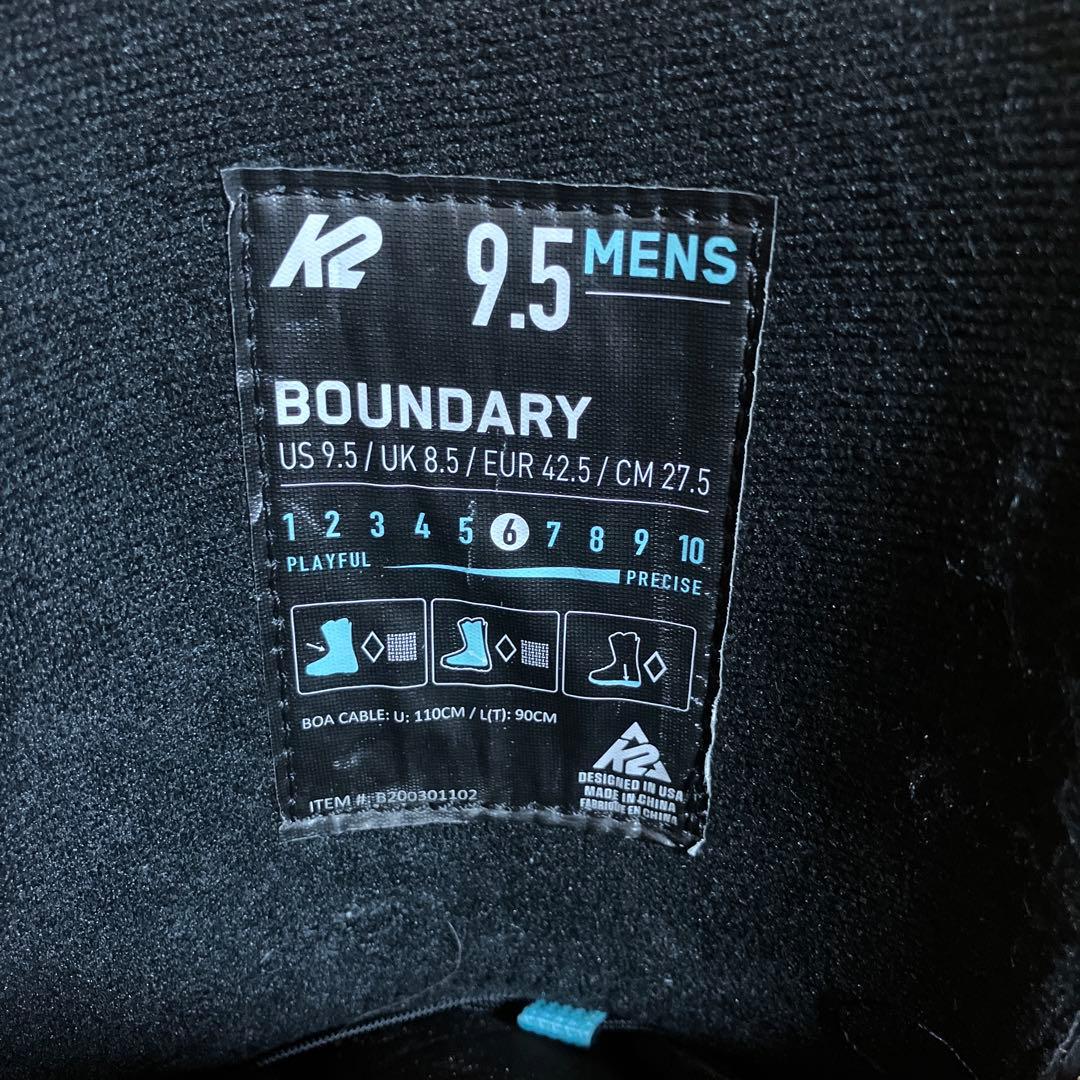 K2 9.5 MENS
BOUNDARY
US 9.5 / UK 8.5 / EUR 42.5 / CM 27.5
1 2 3 4 5 6 7 8 9 10
PLAYFUL PRECISE
BOA CABLE: U: 110CM / L(T): 90CM
K2
DESIGNED IN USA
MADE IN CHINA
FABRIQUE EN CHINA
ITEM #: B200301102